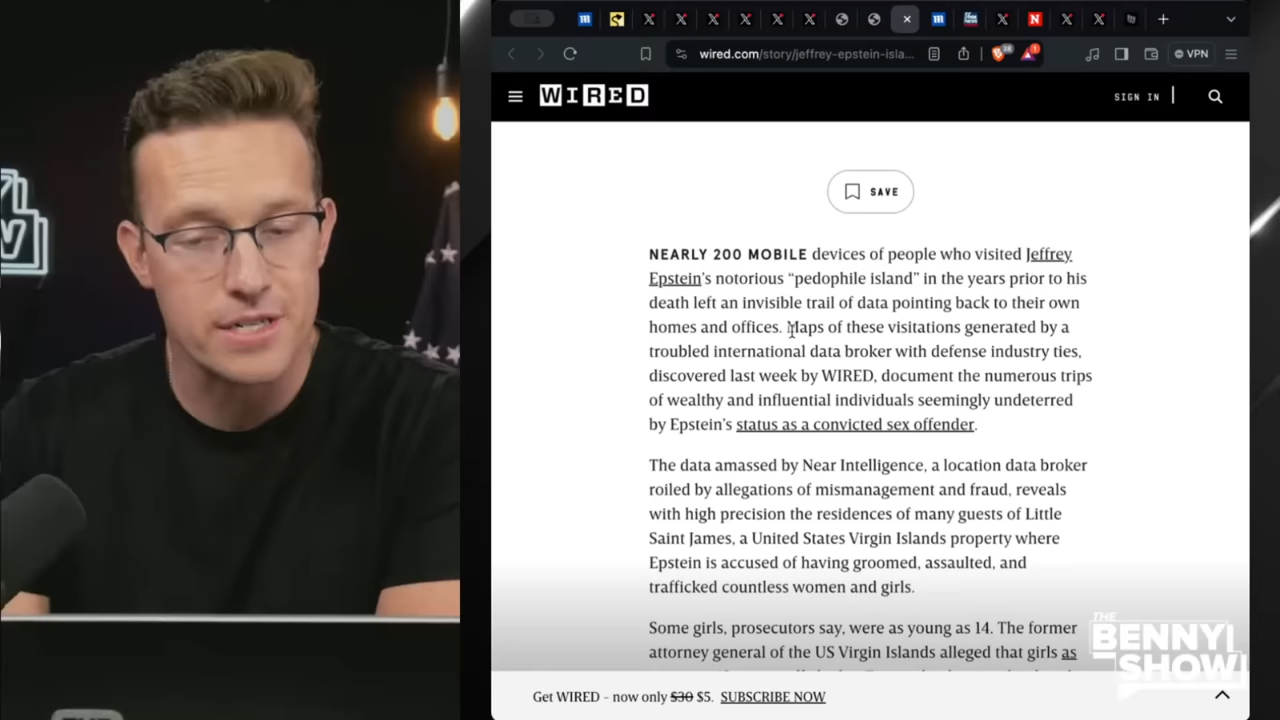 wired.com/story/jeffrey-epstein-isla...
VPN
WIRED
SIGN IN
SAVE
NEARLY 200 MOBILE devices of people who visited Jeffrey
Epstein's notorious “pedophile island” in the years prior to his
death left an invisible trail of data pointing back to their own
homes and offices. Maps of these visitations generated by a
troubled international data broker with defense industry ties,
discovered last week by WIRED, document the numerous trips
of wealthy and influential individuals seemingly undeterred
by Epstein's status as a convicted sex offender.
The data amassed by Near Intelligence, a location data broker
roiled by allegations of mismanagement and fraud, reveals
with high precision the residences of many guests of Little
Saint James, a United States Virgin Islands property where
Epstein is accused of having groomed, assaulted, and
trafficked countless women and girls.
Some girls, prosecutors say, were as young as 14. The former
attorney general of the US Virgin Islands alleged that girls as
Get WIRED – now only $30 $5. SUBSCRIBE NOW
THE
BENNY
SHOW